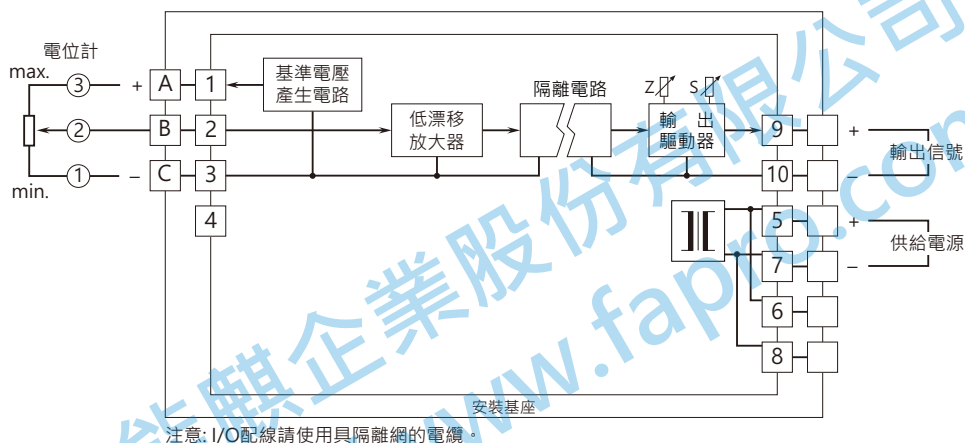 電位計
max.
③
+
A
1
基準電壓
產生電路
②
B
2
低漂移
放大器
隔離電路
Z
S
輸出
驅動器
9
+
輸出信號
①
min.
−
C
3
10
−
4
5
+
供給電源
7
−
6
8
安裝基座
注意: I/O配線請使用具隔離網的電纜。
能麒企業股份有限公司
www.fapro.com